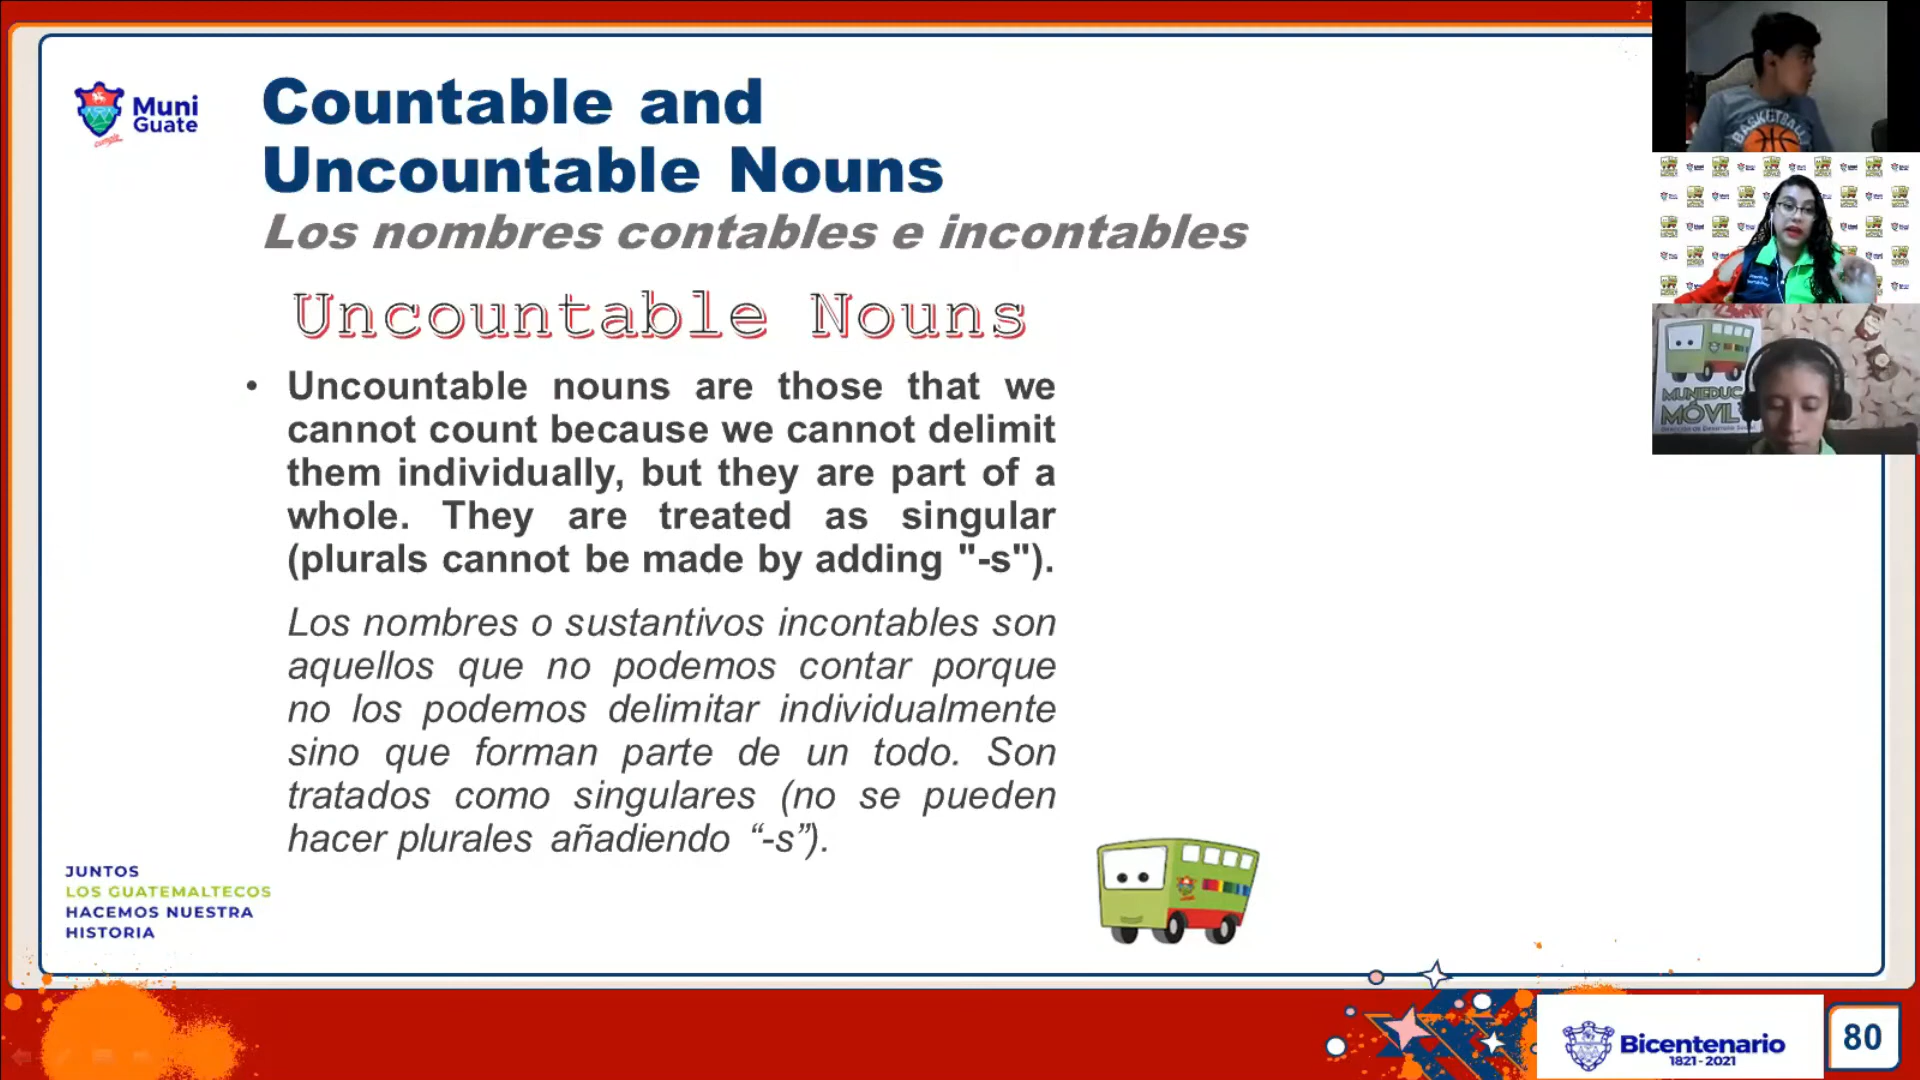 Muni
Guate
cumple
Countable and
Uncountable Nouns
Los nombres contables e incontables
Uncountable Nouns
• Uncountable nouns are those that we
cannot count because we cannot delimit
them individually, but they are part of a
whole. They are treated as singular
(plurals cannot be made by adding "-s").
Los nombres o sustantivos incontables son
aquellos que no podemos contar porque
no los podemos delimitar individualmente
sino que forman parte de un todo. Son
tratados como singulares (no se pueden
hacer plurales añadiendo “-s”).
JUNTOS
LOS GUATEMALTECOS
HACEMOS NUESTRA
HISTORIA
BASKETBALL
MÓVIL
Bicentenario
1821-2021
80